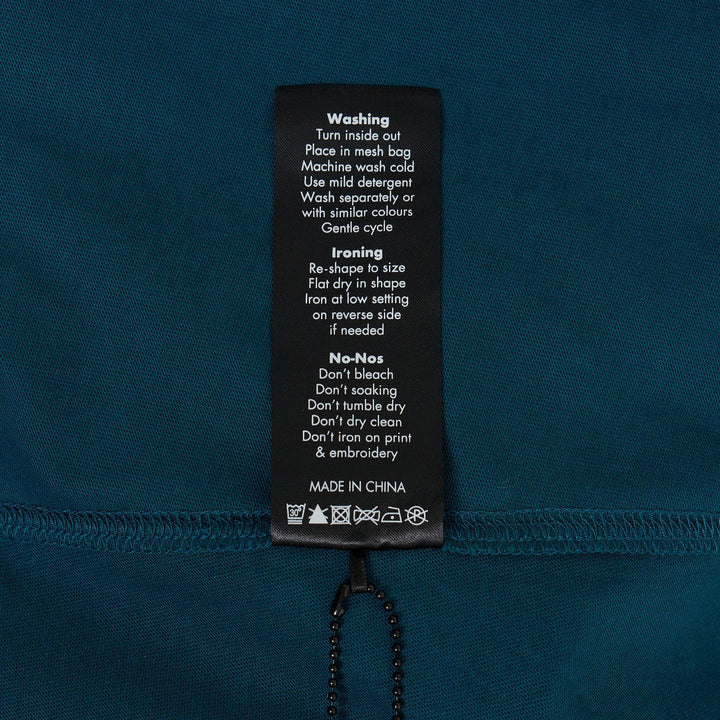 Washing
Turn inside out
Place in mesh bag
Machine wash cold
Use mild detergent
Wash separately or
with similar colours
Gentle cycle
Ironing
Re-shape to size
Flat dry in shape
Iron at low setting
on reverse side
if needed
No-Nos
Don't bleach
Don't soaking
Don't tumble dry
Don't dry clean
Don't iron on print
& embroidery
MADE IN CHINA
30° R